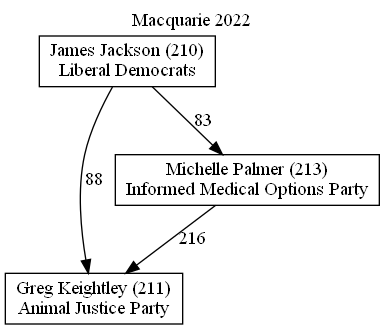 Macquarie 2022
James Jackson (210)
Liberal Democrats
83
Michelle Palmer (213)
Informed Medical Options Party
88
216
Greg Keightley (211)
Animal Justice Party